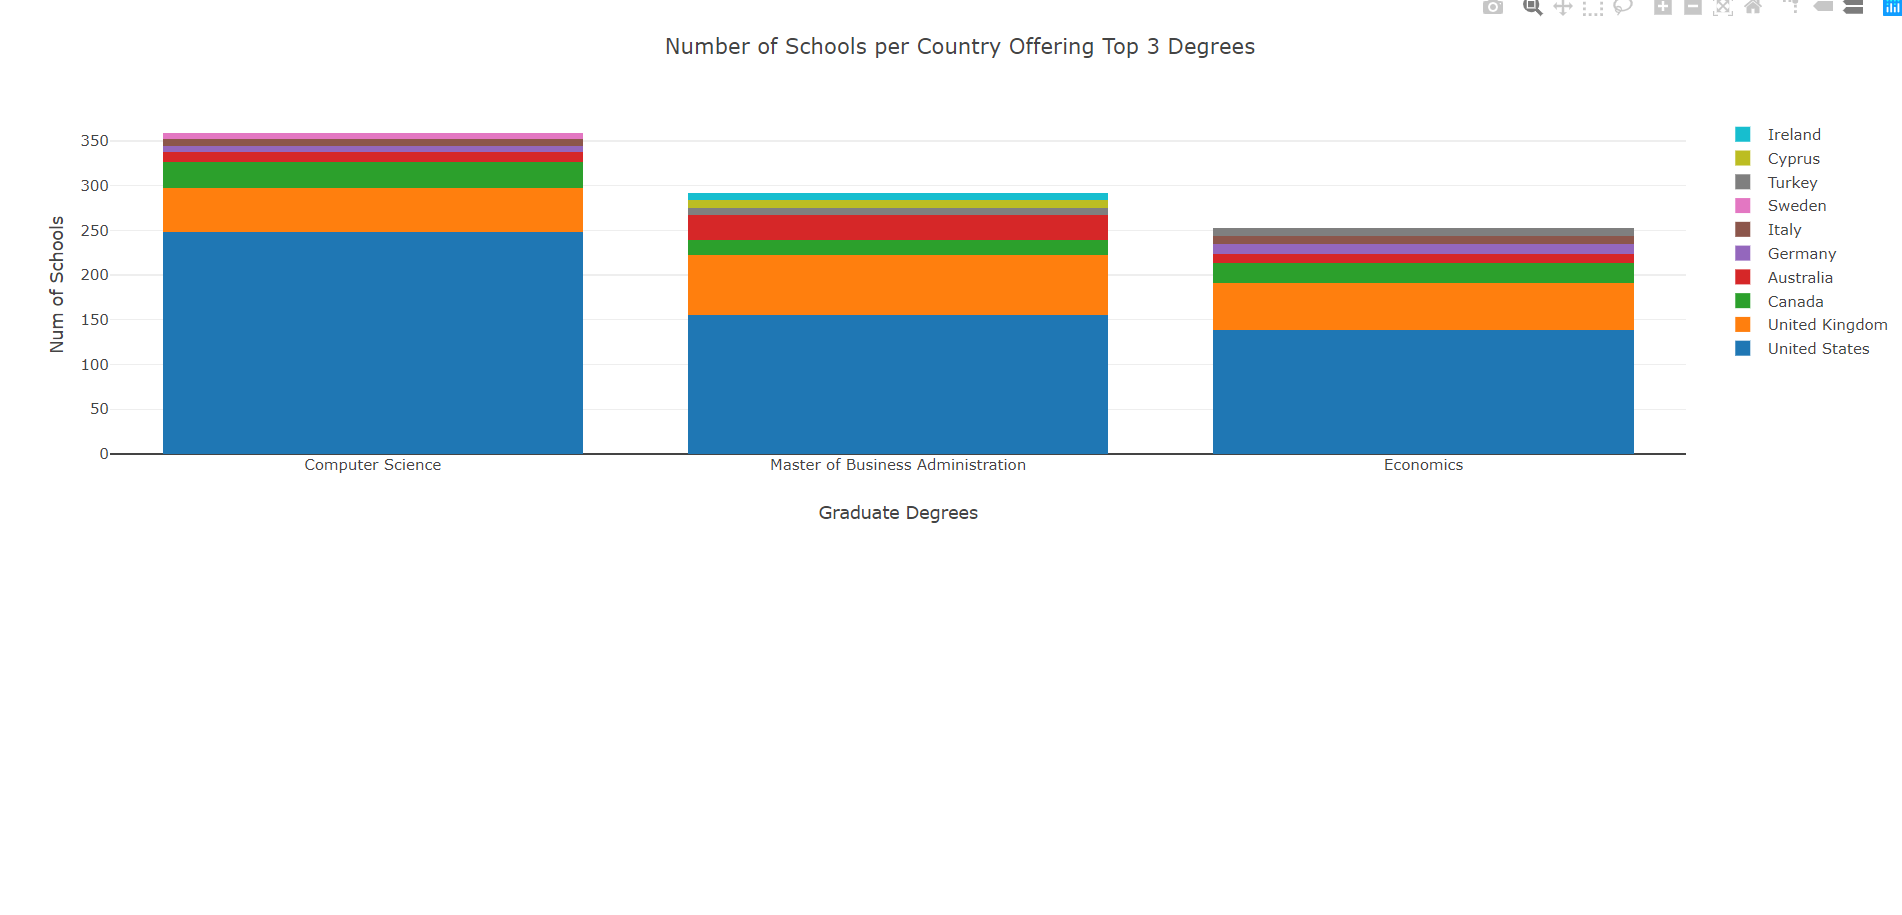 Number of Schools per Country Offering Top 3 Degrees
350
300
250
200
150
100
50
0
Num of Schools
Computer Science
Master of Business Administration
Economics
Graduate Degrees
Ireland
Cyprus
Turkey
Sweden
Italy
Germany
Australia
Canada
United Kingdom
United States